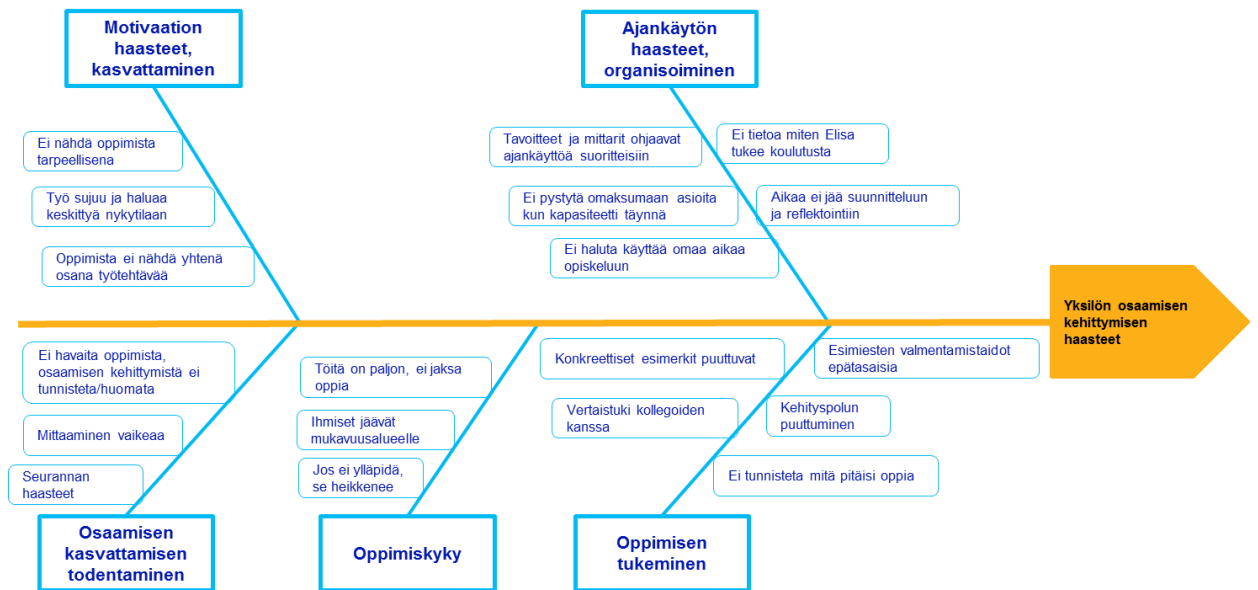 Motivaation
haasteet,
kasvattaminen
Ei nähdä oppimista
tarpeellisena
Työ sujuu ja haluaa
keskittyä nykytilaan
Oppimista ei nähdä yhtenä
osana työtehtävää
Ajankäytön
haasteet,
organisoiminen
Tavoitteet ja mittarit ohjaavat
ajankäyttöä suoritteisiin
Ei tietoa miten Elisa
tukee koulutusta
Ei pystytä omaksumaan asioita
kun kapasiteetti täynnä
Aikaa ei jää suunnitteluun
ja reflektointiin
Ei haluta käyttää omaa aikaa
opiskeluun
Yksilön osaamisen
kehittymisen
haasteet
Ei havaita oppimista,
osaamisen kehittymistä ei
tunnisteta/huomata
Mittaaminen vaikeaa
Seurannan
haasteet
Osaamisen
kasvattamisen
todentaminen
Töitä on paljon, ei jaksa
oppia
Ihmiset jäävät
mukavuusalueelle
Jos ei ylläpidä,
se heikkenee
Oppimiskyky
Konkreettiset esimerkit puuttuvat
Esimiesten valmentamistaidot
epätasaisia
Vertaistuki kollegoiden
kanssa
Kehityspolun
puuttuminen
Ei tunnisteta mitä pitäisi oppia
Oppimisen
tukeminen